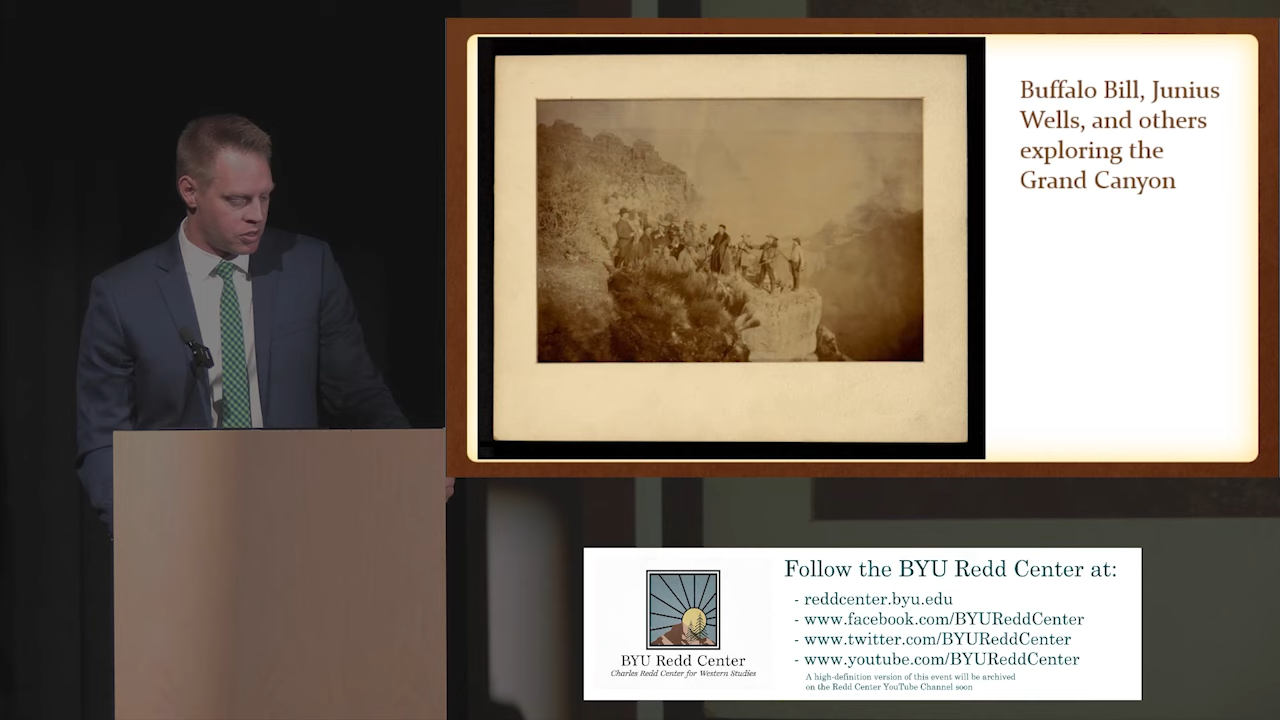 Buffalo Bill, Junius
Wells, and others
exploring the
Grand Canyon
Follow the BYU Redd Center at:
- reddcenter.byu.edu
- www.facebook.com/BYUReddCenter
- www.twitter.com/BYUReddCenter
- www.youtube.com/BYUReddCenter
A high-definition version of this event will be archived
on the Redd Center YouTube Channel soon
BYU Redd Center
Charles Redd Center for Western Studies